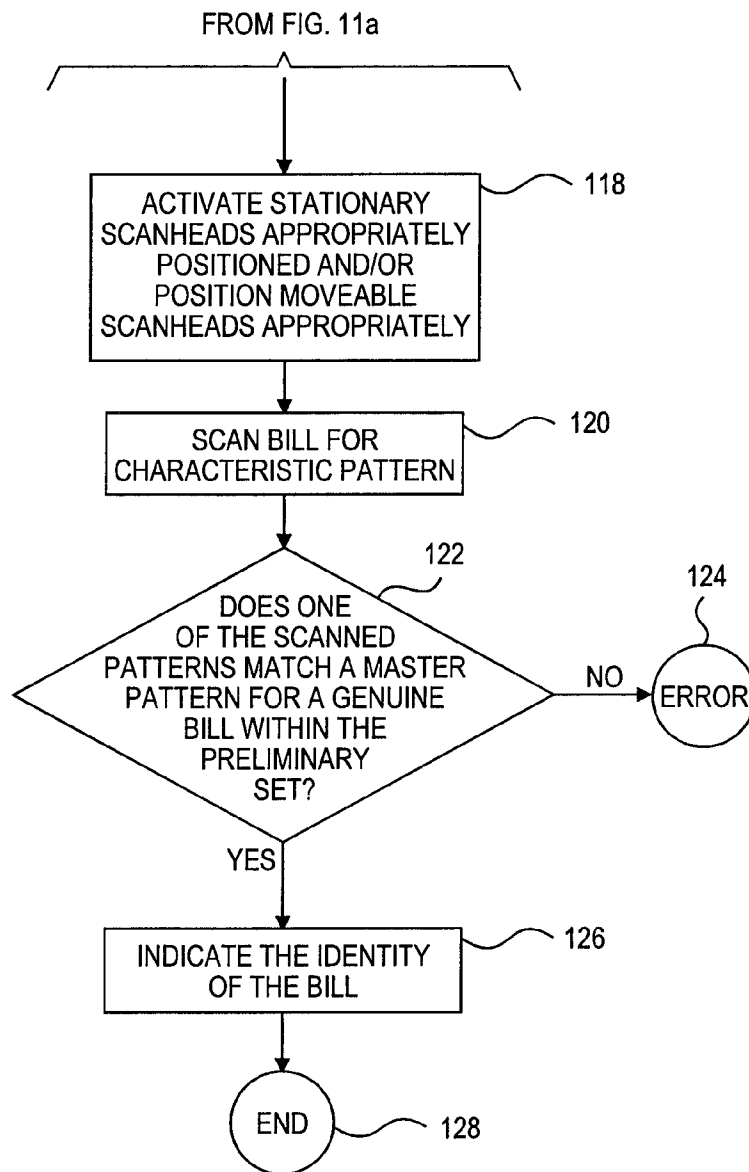 FROM FIG. 11a
118
ACTIVATE STATIONARY
SCANHEADS APPROPRIATELY
POSITIONED AND/OR
POSITION MOVEABLE
SCANHEADS APPROPRIATELY
120
SCAN BILL FOR
CHARACTERISTIC PATTERN
122
DOES ONE
OF THE SCANNED
PATTERNS MATCH A MASTER
PATTERN FOR A GENUINE
BILL WITHIN THE
PRELIMINARY
SET?
NO
124
ERROR
YES
126
INDICATE THE IDENTITY
OF THE BILL
END
128